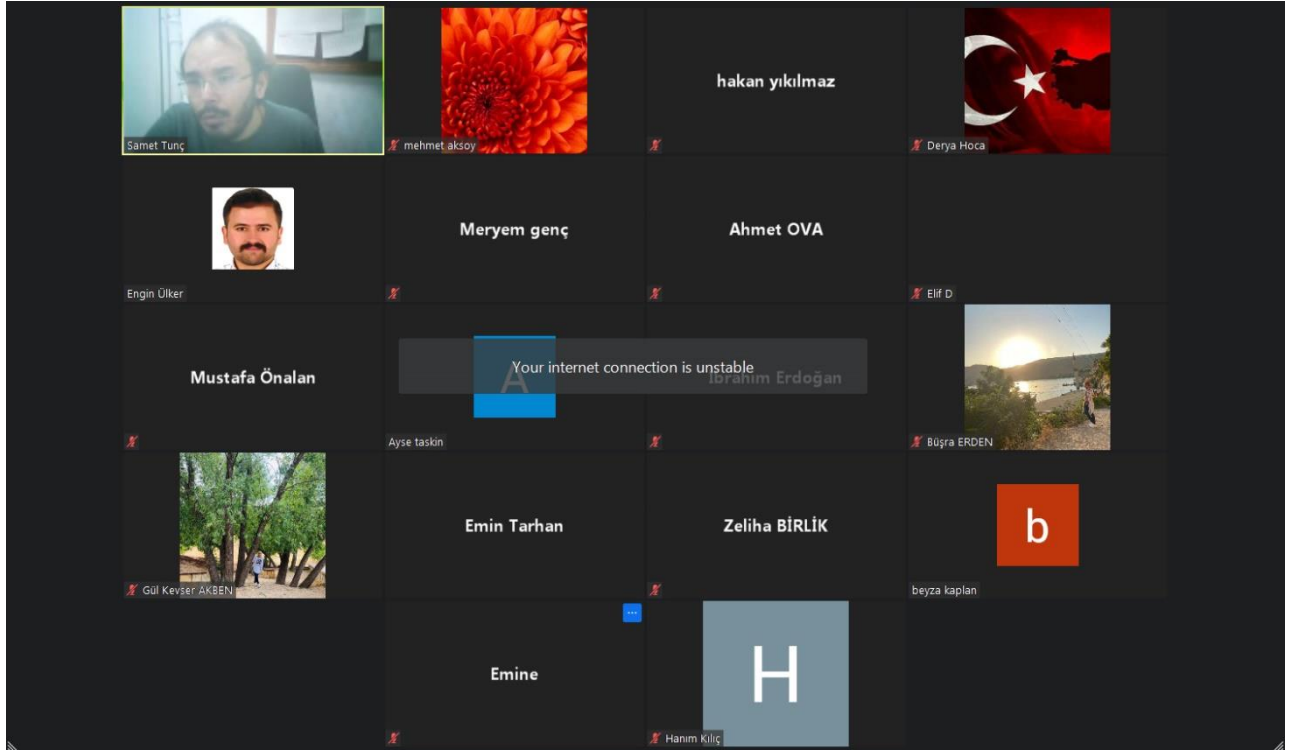 Samet Tunç
mehmet aksoy
hakan yıkılmaz
Derya Hoca
Engin Ülker
Meryem genç
Ahmet OVA
Elif D
Mustafa Önalan
A
Ayse taskin
Your internet connection is unstable
İbrahim Erdoğan
Büşra ERDEN
Gül Kevser AKBEN
Emin Tarhan
Zeliha BİRLİK
b
beyza kaplan
Emine
H
Hanım Kılıç